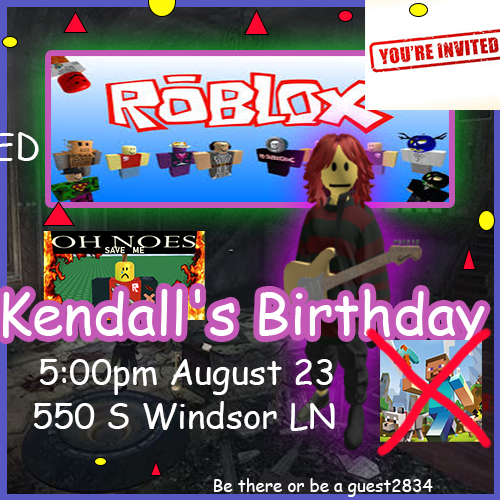 YOU'RE INVITED
RŌBLOX
ED
ROBLOX
OH NOES
SAVE ME
Kendall's Birthday
5:00pm August 23
550 S Windsor LN
Be there or be a guest2834